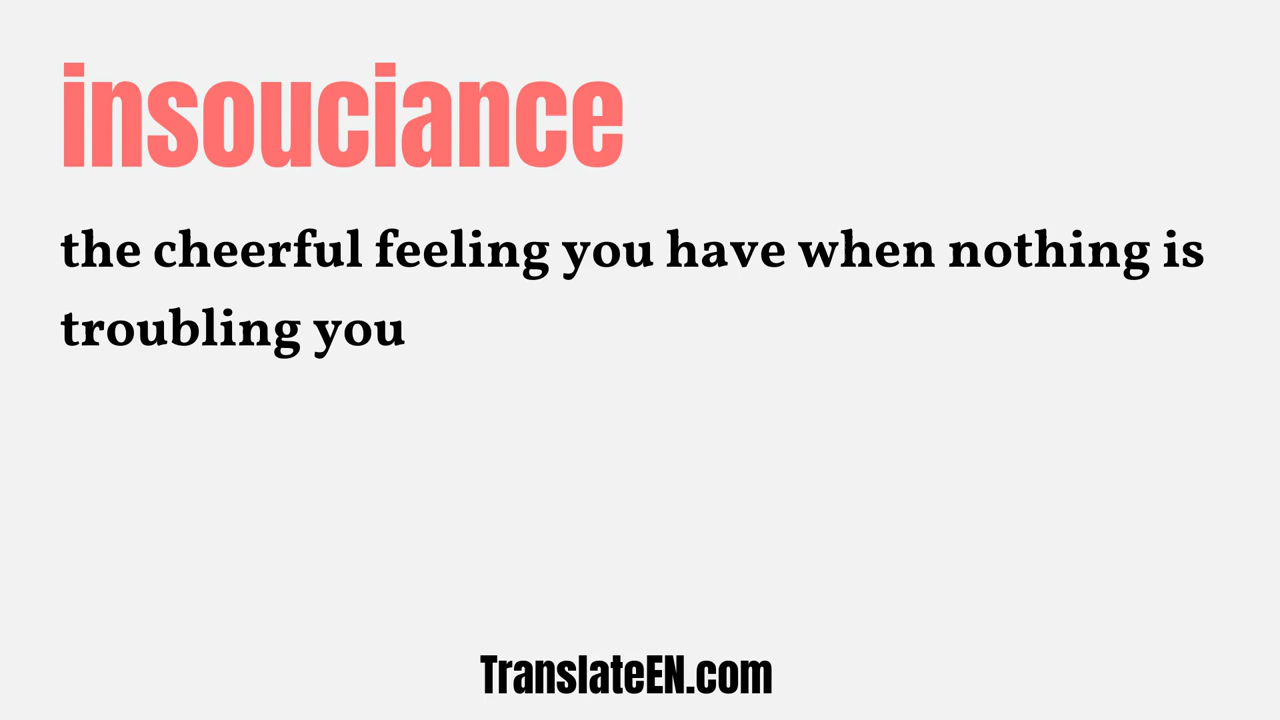 insouciance
the cheerful feeling you have when nothing is
troubling you
TranslateEN.com